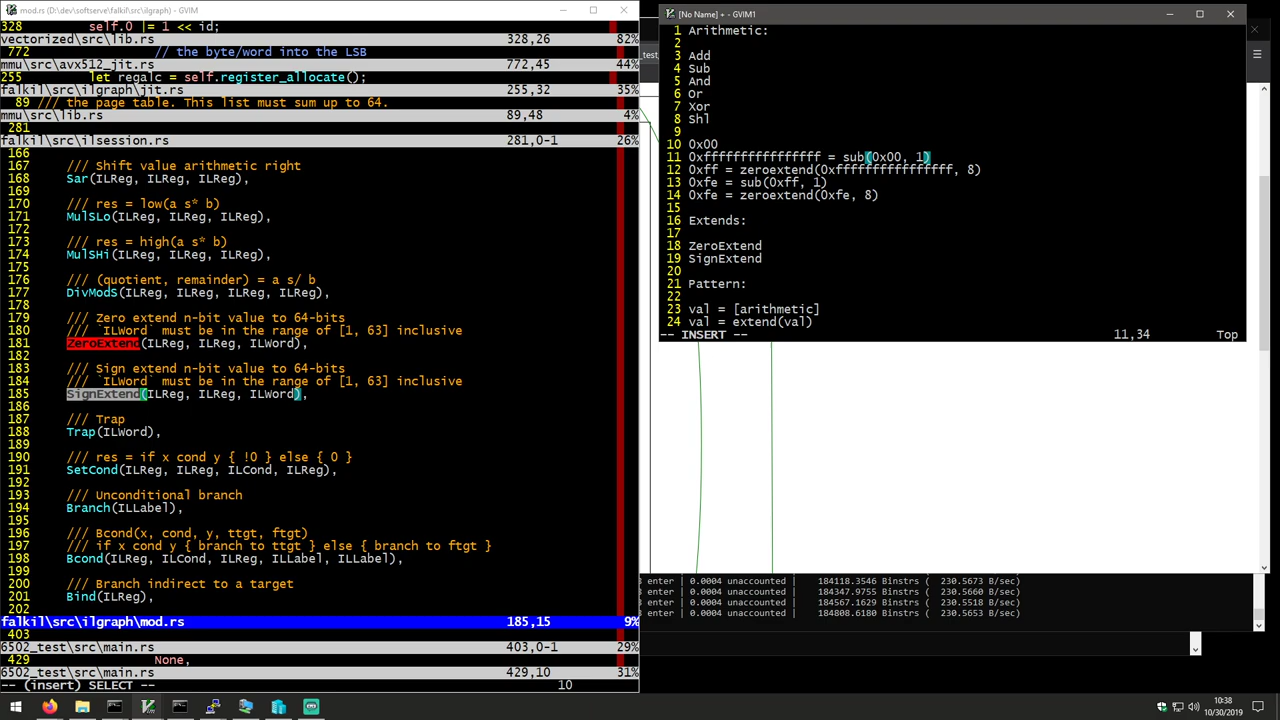 mod.rs (D:\dev\softserve\falkil\src\ilgraph) - GVIM
328         self.0 |= 1 << id;
vectorized\src\lib.rs 328,26 82%
772                     // the byte/word into the LSB
mmu\src\avx512_jit.rs 772,45 44%
255         let regalc = self.register_allocate();
falkil\src\ilgraph\jit.rs 255,32 35%
89 /// the page table. This list must sum up to 64.
mmu\src\lib.rs 89,48 4%
281
falkil\src\ilsession.rs 281,0-1 26%
166
167     /// Shift value arithmetic right
168     Sar(ILReg, ILReg, ILReg),
169
170     /// res = low(a s* b)
171     MulSLo(ILReg, ILReg, ILReg),
172
173     /// res = high(a s* b)
174     MulSHi(ILReg, ILReg, ILReg),
175
176     /// (quotient, remainder) = a s/ b
177     DivModS(ILReg, ILReg, ILReg, ILReg),
178
179     /// Zero extend n-bit value to 64-bits
180     /// `ILWord` must be in the range of [1, 63] inclusive
181     ZeroExtend(ILReg, ILReg, ILWord),
182
183     /// Sign extend n-bit value to 64-bits
184     /// `ILWord` must be in the range of [1, 63] inclusive
185     SignExtend(ILReg, ILReg, ILWord),
186
187     /// Trap
188     Trap(ILWord),
189
190     /// res = if x cond y { !0 } else { 0 }
191     SetCond(ILReg, ILReg, ILCond, ILReg),
192
193     /// Unconditional branch
194     Branch(ILLabel),
195
196     /// Bcond(x, cond, y, ttgt, ftgt)
197     /// if x cond y { branch to ttgt } else { branch to ftgt }
198     Bcond(ILReg, ILCond, ILReg, ILLabel, ILLabel),
199
200     /// Branch indirect to a target
201     Bind(ILReg),
202
falkil\src\ilgraph\mod.rs 185,15 9%
403
6502_test\src\main.rs 403,0-1 29%
429                 None,
6502_test\src\main.rs 429,10 31%
-- (insert) SELECT -- 10
[No Name] + - GVIM1
1 Arithmetic:
2
3 Add
4 Sub
5 And
6 Or
7 Xor
8 Shl
9
10 0x00
11 0xffffffffffffffff = sub(0x00, 1)
12 0xff = zeroextend(0xffffffffffffffff, 8)
13 0xfe = sub(0xff, 1)
14 0xfe = zeroextend(0xfe, 8)
15
16 Extends:
17
18 ZeroExtend
19 SignExtend
20
21 Pattern:
22
23 val = [arithmetic]
24 val = extend(val)
-- INSERT -- 11,34 Top
enter | 0.0004 unaccounted | 184118.3546 Binstrs ( 230.5673 B/sec)
enter | 0.0004 unaccounted | 184347.9755 Binstrs ( 230.5660 B/sec)
enter | 0.0004 unaccounted | 184567.1629 Binstrs ( 230.5518 B/sec)
enter | 0.0004 unaccounted | 184808.6180 Binstrs ( 230.5653 B/sec)
10:38
10/30/2019